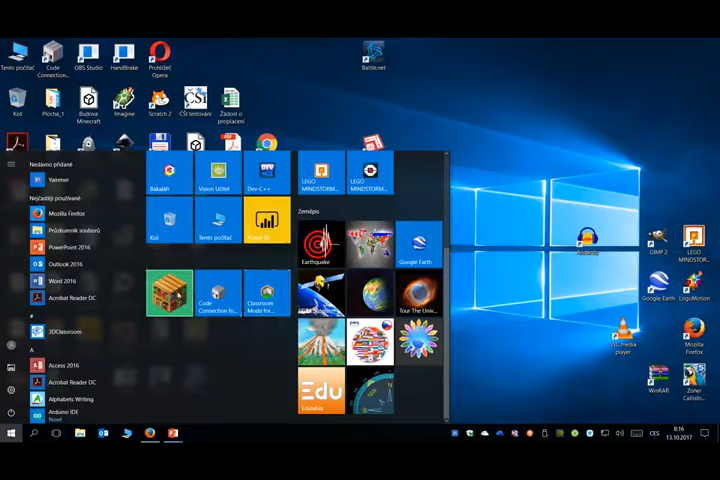 Tento počítač
Code
Connection...
OBS Studio
HandBrake
Prohlížeč
Opera
Battle.net
Koš
Plocha_1
Budova
Minecraft
Imagine
Scratch 2
ČŠI testování
Žádost o
proplacení
Nedávno přidané
Yammer
Nejčastěji používané
Mozilla Firefox
Průzkumník souborů
PowerPoint 2016
Outlook 2016
Word 2016
Acrobat Reader DC
#
3DClassroom
A
Access 2016
Acrobat Reader DC
Alphabets Writing
Arduino IDE
Nové
Bakaláři
Vision Učitel
Dev-C++
Koš
Tento počítač
Power BI
Code
Connection fo...
Classroom
Mode for...
LEGO
MINDSTORM...
LEGO
MINDSTORM...
Zeměpis
Earthquake
Google Earth
Tour The Univ...
Edu
Edulabia
GIMP 2
LEGO
MINDSTOR...
Google Earth
LogoMotion
VLC media
player
Mozilla
Firefox
WinRAR
Zoner
Callisto...
CES
8:16
13.10.2017